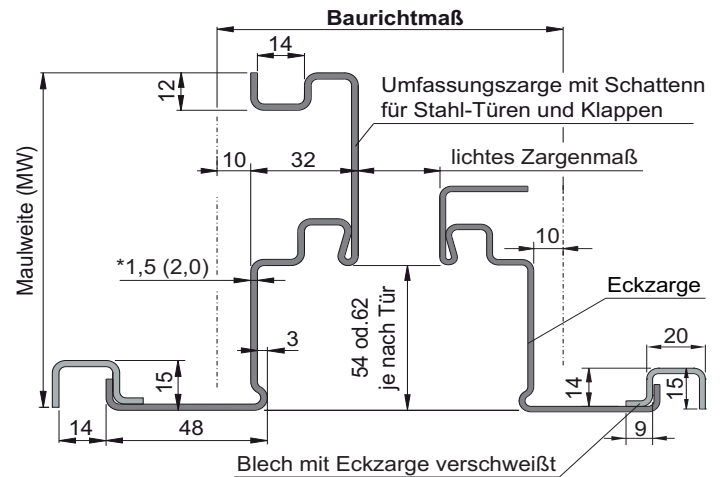 Baurichtmaß
14
12
Umfassungszarge mit Schattenn
für Stahl-Türen und Klappen
Maulweite (MW)
10
32
lichtes Zargenmaß
10
*1,5 (2,0)
54 od.62
je nach Tür
Eckzarge
3
20
15
14
15
14
48
9
Blech mit Eckzarge verschweißt